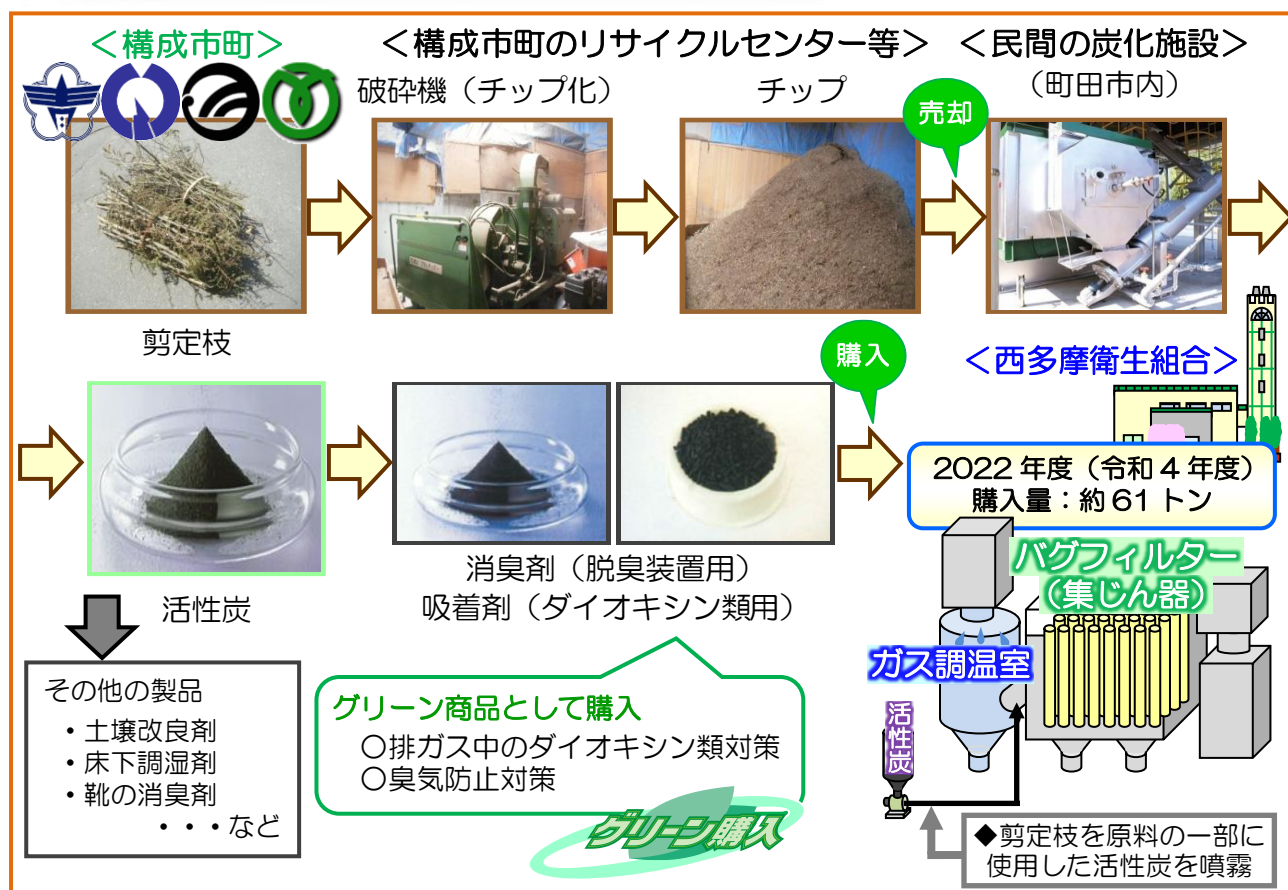 ＜構成市町＞
＜構成市町のリサイクルセンター等＞
＜民間の炭化施設＞
（町田市内）
破砕機（チップ化）
チップ
売却
剪定枝
購入
＜西多摩衛生組合＞
2022年度（令和4年度）
購入量：約61トン
活性炭
消臭剤（脱臭装置用）
吸着剤（ダイオキシン類用）
バグフィルター
（集じん器）
ガス調温室
活性炭
その他の製品
・土壌改良剤
・床下調湿剤
・靴の消臭剤
・・・など
グリーン商品として購入
○排ガス中のダイオキシン類対策
○臭気防止対策
グリーン購入
◆剪定枝を原料の一部に
使用した活性炭を噴霧